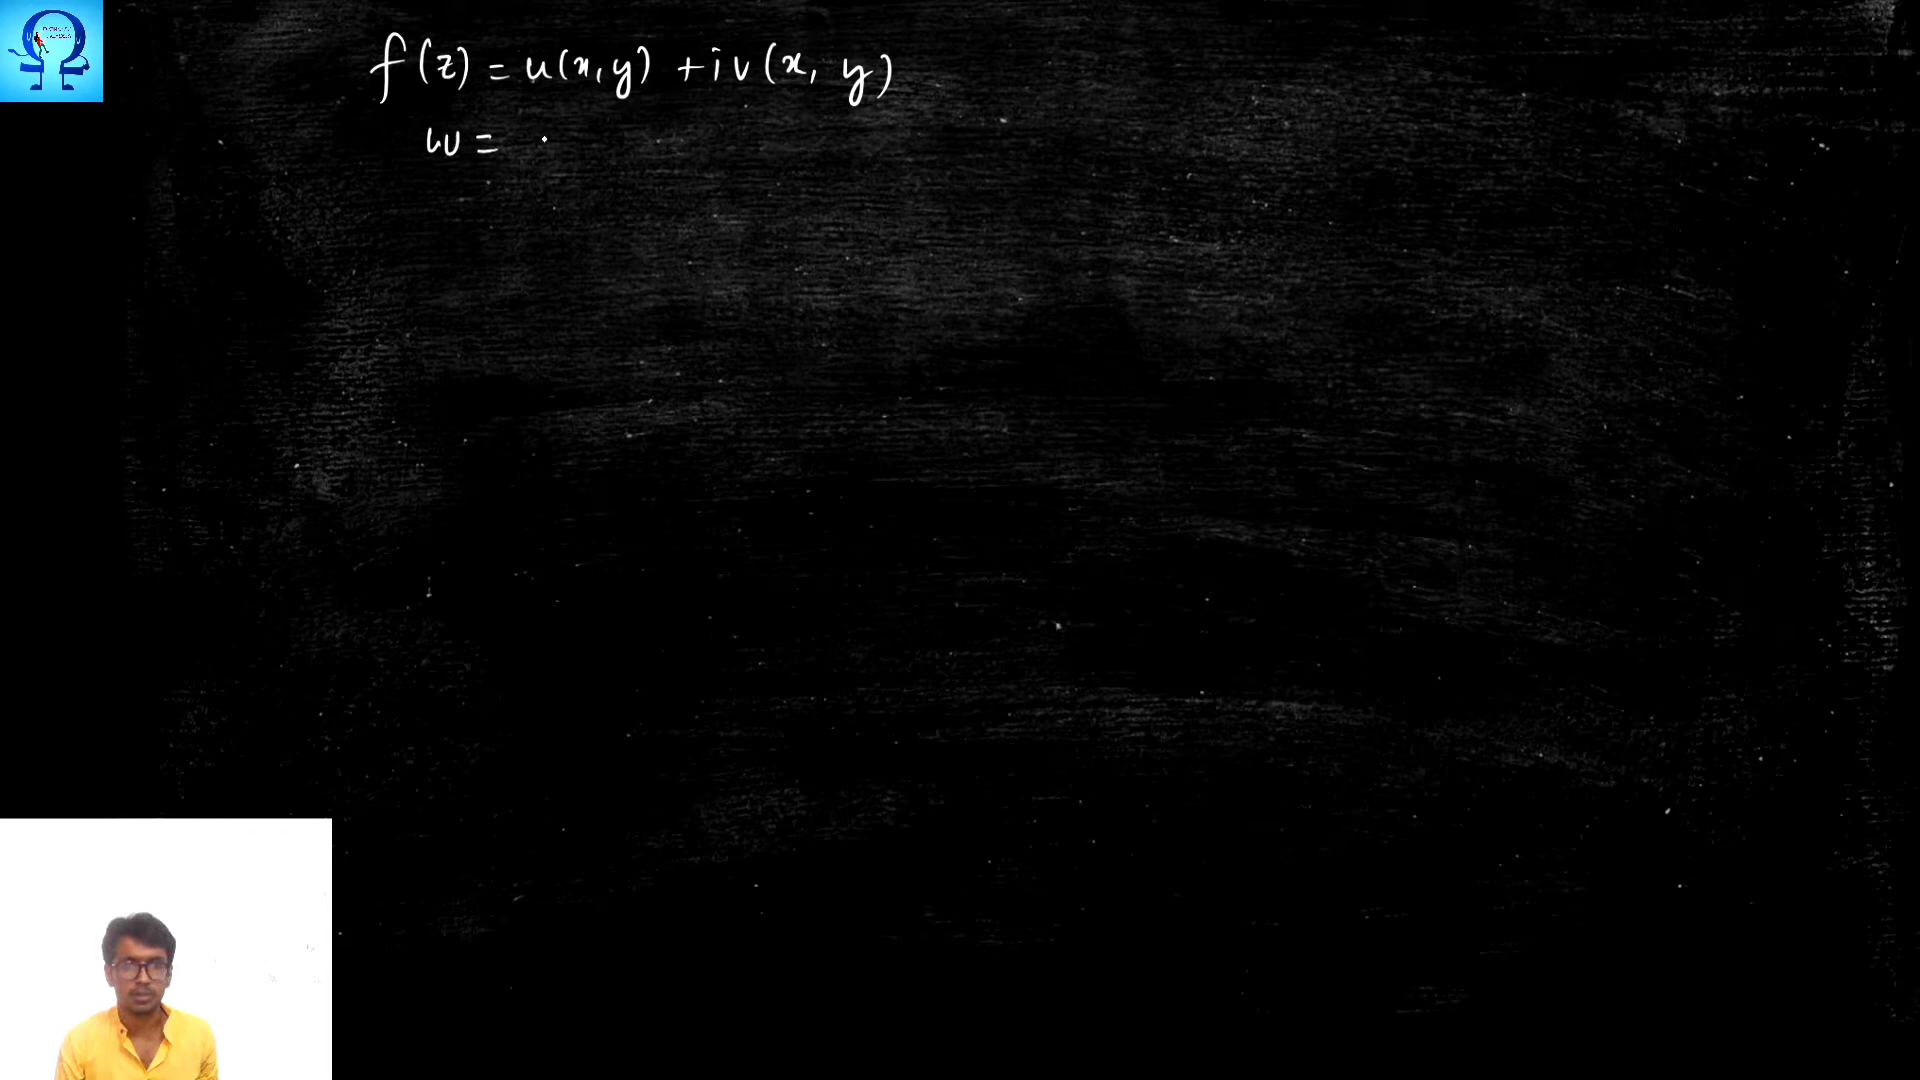 f(z) = u(x,y) + iv(x, y)
w =